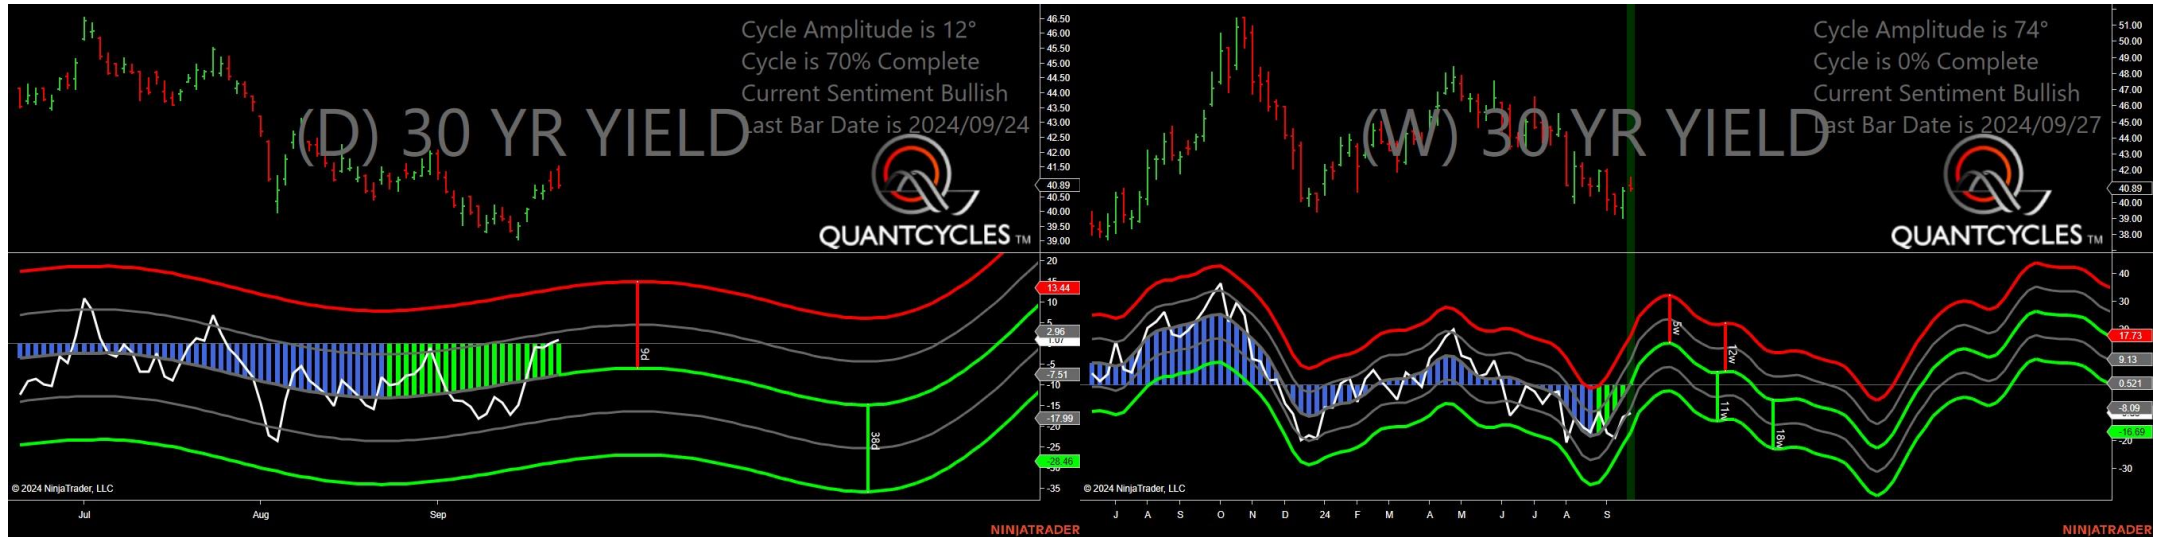 Cycle Amplitude is 12°
Cycle is 70% Complete
Current Sentiment Bullish
Last Bar Date is 2024/09/24
(D) 30 YR YIELD
QUANTCYCLES TM
46.50
46.00
45.50
45.00
44.50
44.00
43.50
43.00
42.50
42.00
41.50
40.89
40.50
40.00
39.50
39.00
20
15
13.44
10
5
2.96
1.07
-5
-7.51
-10
-15
-17.99
-20
-25
-28.46
-30
-35
9d
38d
© 2024 NinjaTrader, LLC
Jul
Aug
Sep
NINJATRADER
Cycle Amplitude is 74°
Cycle is 0% Complete
Current Sentiment Bullish
Last Bar Date is 2024/09/27
(W) 30 YR YIELD
QUANTCYCLES TM
51.00
50.00
49.00
48.00
47.00
46.00
45.00
44.00
43.00
42.00
40.89
40.00
39.00
38.00
40
30
20
17.73
9.13
0.521
-8.09
-16.69
-20
-30
5w
12w
11w
18w
© 2024 NinjaTrader, LLC
J A S O N D 24 F M A M J J A S
NINJATRADER